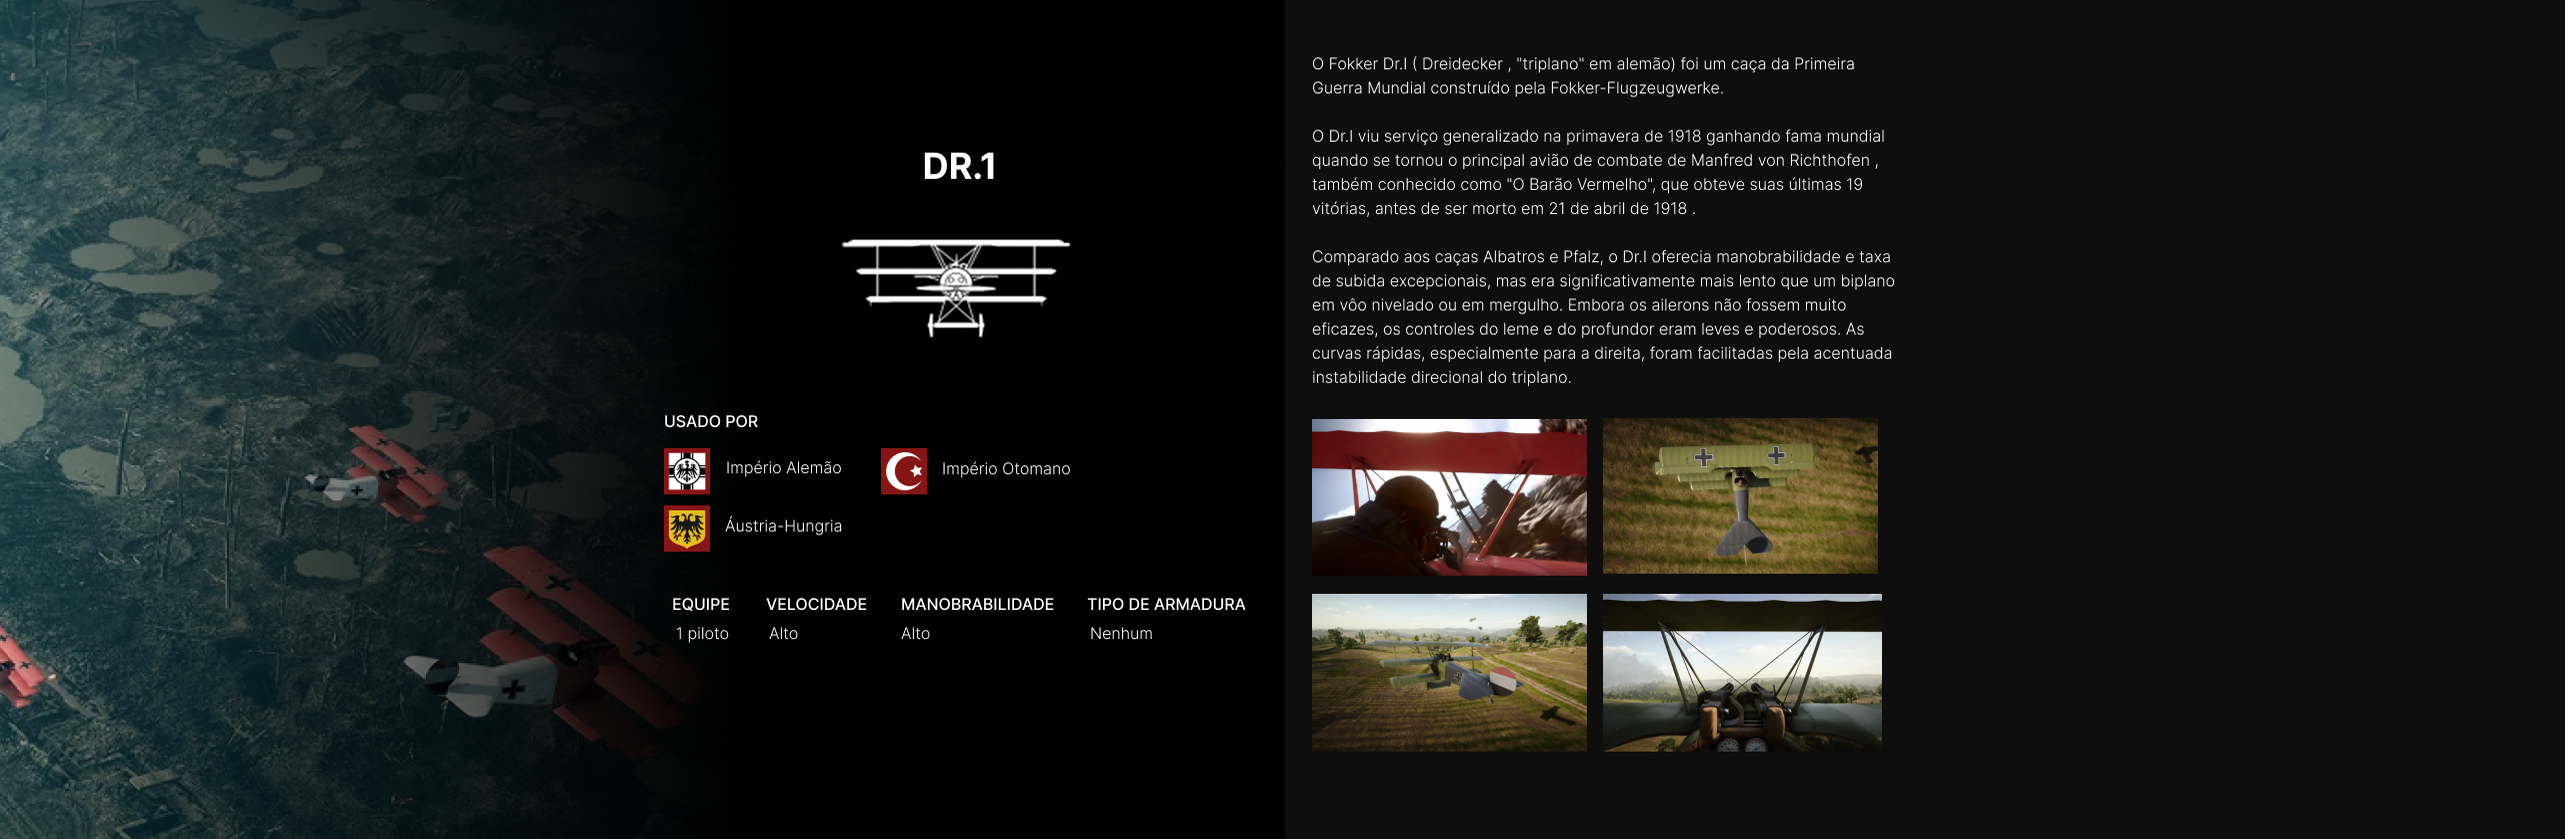 DR.1
USADO POR
Império Alemão
Império Otomano
Áustria-Hungria
EQUIPE
VELOCIDADE
MANOBRABILIDADE
TIPO DE ARMADURA
1 piloto
Alto
Alto
Nenhum
O Fokker Dr.I ( Dreidecker , "triplano" em alemão) foi um caça da Primeira
Guerra Mundial construído pela Fokker-Flugzeugwerke.
O Dr.I viu serviço generalizado na primavera de 1918 ganhando fama mundial
quando se tornou o principal avião de combate de Manfred von Richthofen ,
também conhecido como "O Barão Vermelho", que obteve suas últimas 19
vitórias, antes de ser morto em 21 de abril de 1918 .
Comparado aos caças Albatros e Pfalz, o Dr.I oferecia manobrabilidade e taxa
de subida excepcionais, mas era significativamente mais lento que um biplano
em vôo nivelado ou em mergulho. Embora os ailerons não fossem muito
eficazes, os controles do leme e do profundor eram leves e poderosos. As
curvas rápidas, especialmente para a direita, foram facilitadas pela acentuada
instabilidade direcional do triplano.